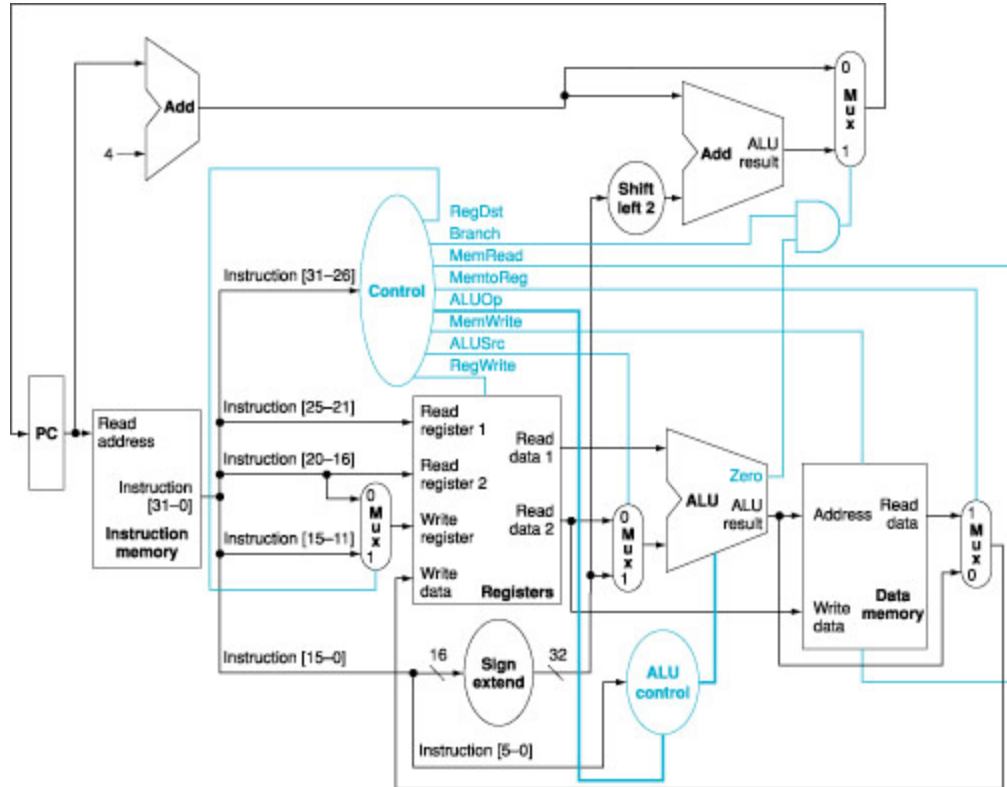 Add
4
Add
ALU
result
0
M
u
x
1
Shift
left 2
RegDst
Branch
MemRead
MemtoReg
ALUOp
MemWrite
ALUSrc
RegWrite
Control
Instruction [31–26]
Instruction [25–21]
Instruction [20–16]
Instruction [15–11]
Instruction [15–0]
Instruction [5–0]
PC
Read
address
Instruction
[31–0]
Instruction
memory
0
M
u
x
1
Read
register 1
Read
register 2
Write
register
Write
data
Read
data 1
Read
data 2
Registers
0
M
u
x
1
Zero
ALU
ALU
result
Address
Read
data
Write
data
Data
memory
1
M
u
x
0
16
Sign
extend
32
ALU
control